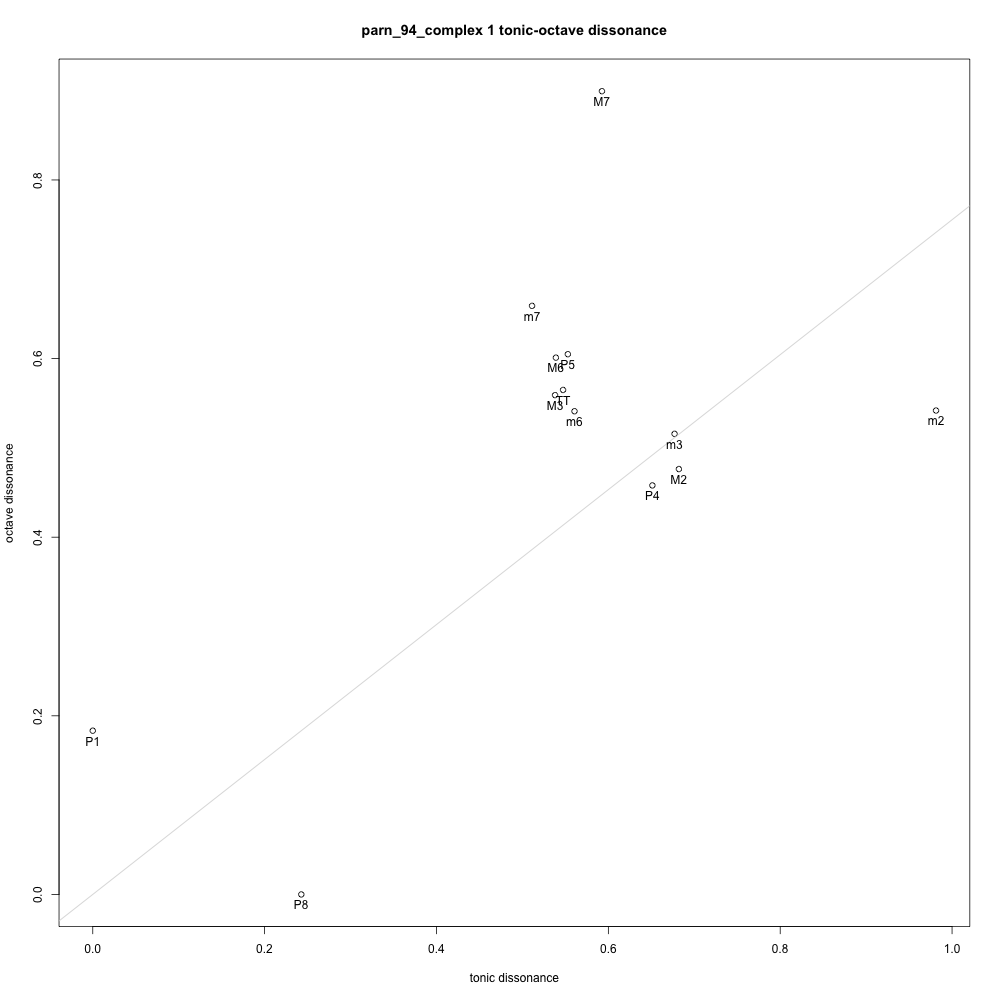 parn_94_complex 1 tonic-octave dissonance
M7
m7
M6
P5
M3
TT
m6
m3
m2
M2
P4
P1
P8
0.8
0.6
0.4
0.2
0.0
octave dissonance
0.0 0.2 0.4 0.6 0.8 1.0
tonic dissonance